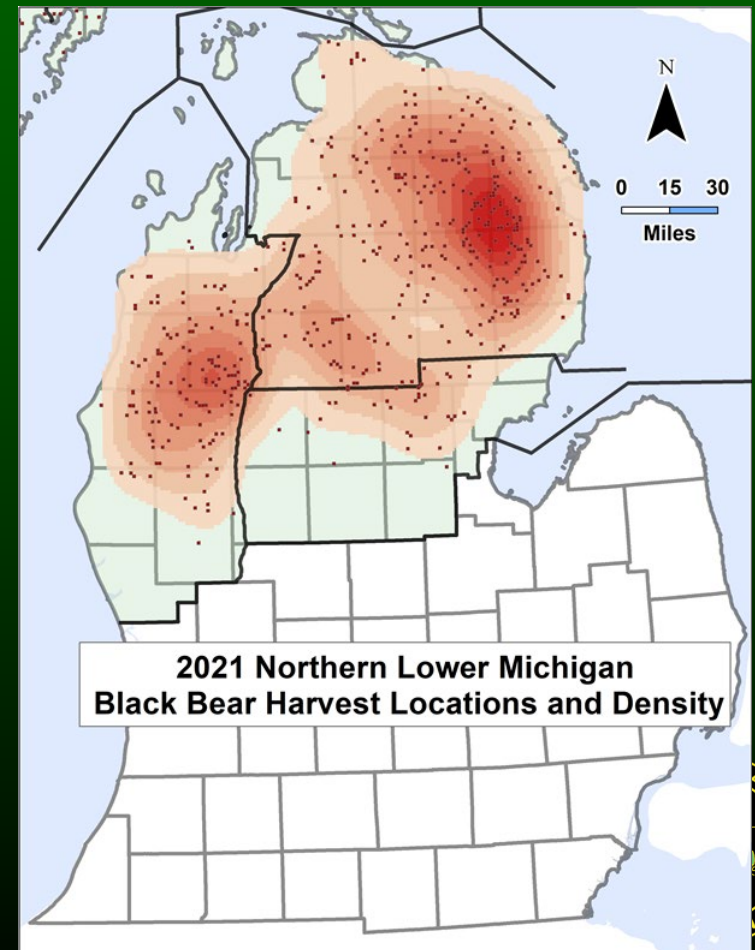 N
0 15 30
Miles
2021 Northern Lower Michigan
Black Bear Harvest Locations and Density